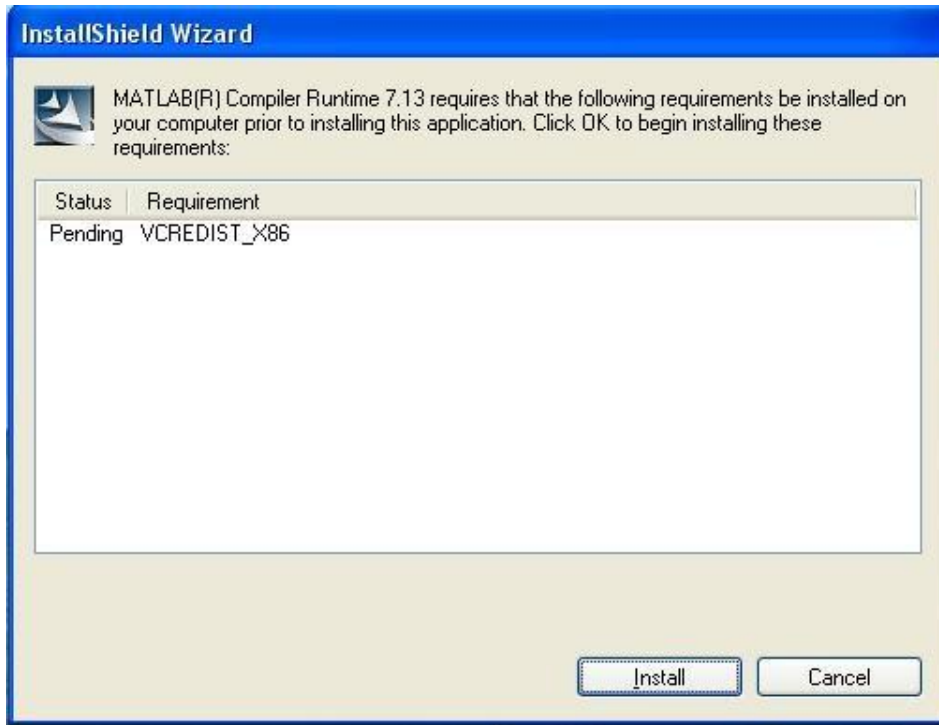 InstallShield Wizard
MATLAB(R) Compiler Runtime 7.13 requires that the following requirements be installed on
your computer prior to installing this application. Click OK to begin installing these
requirements:
Status Requirement
Pending VCREDIST_X86
Install Cancel